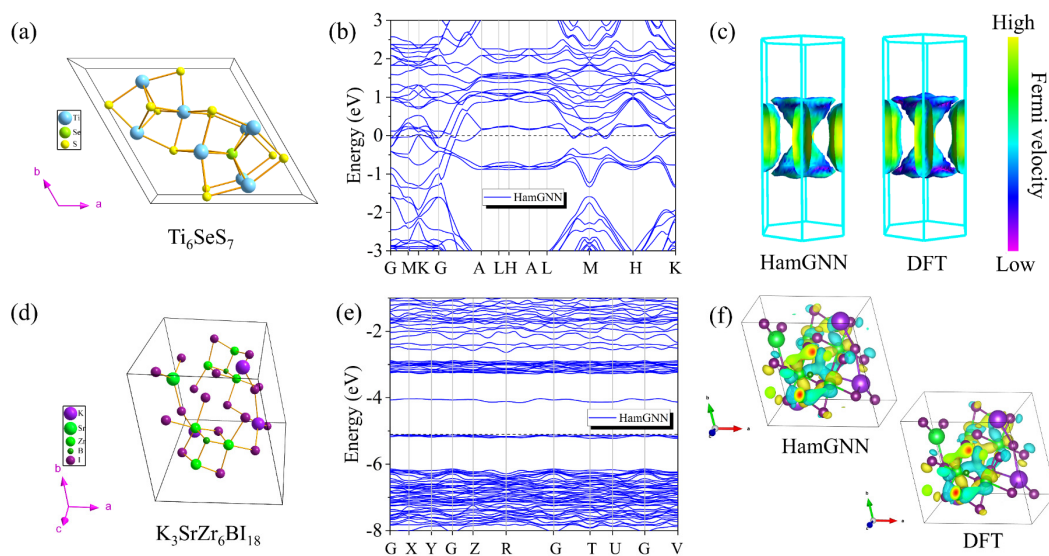 (a)
Ti
Se
S
b
a
Ti6SeS7
(b)
Energy (eV)
3
2
1
0
-1
-2
-3
HamGNN
G M K G A L H A L M H K
(c)
High
Fermi velocity
Low
HamGNN
DFT
(d)
K
Sr
Zr
B
I
b
a
c
K3SrZr6BI18
(e)
Energy (eV)
-2
-4
-6
-8
HamGNN
G X Y G Z R G T U G V
(f)
b
a
HamGNN
b
a
DFT